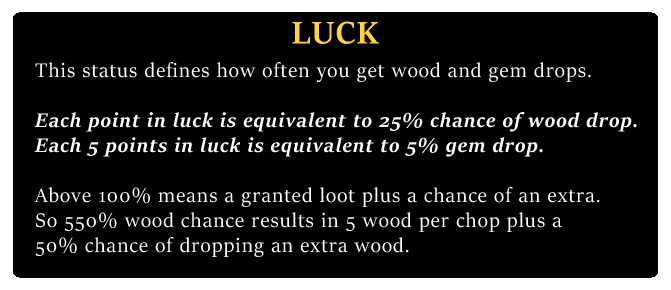 LUCK
This status defines how often you get wood and gem drops.
Each point in luck is equivalent to 25% chance of wood drop.
Each 5 points in luck is equivalent to 5% gem drop.
Above 100% means a granted loot plus a chance of an extra.
So 550% wood chance results in 5 wood per chop plus a
50% chance of dropping an extra wood.